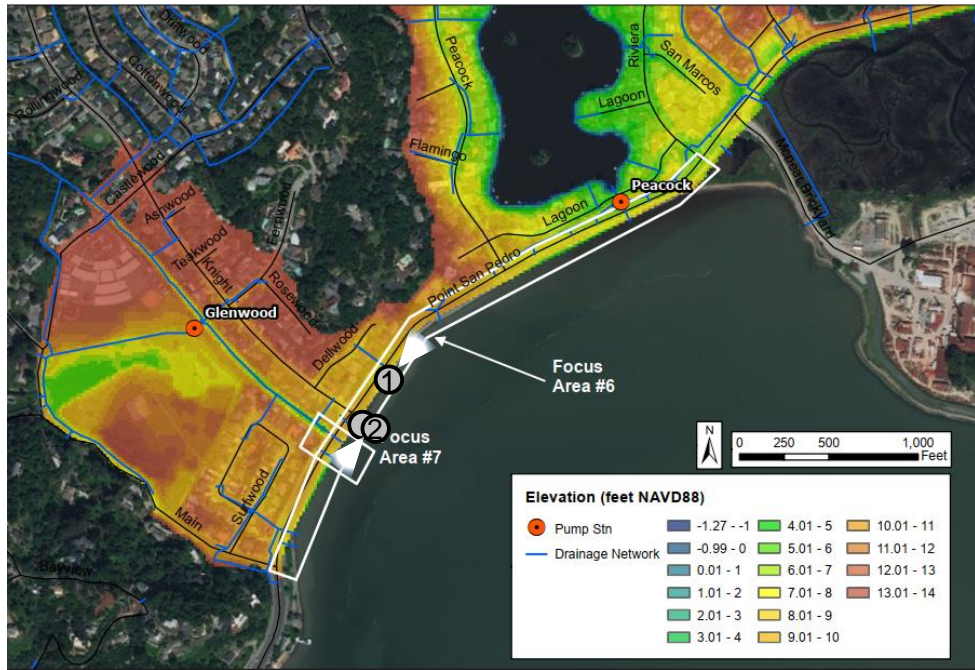 Driftwood
Cottonwood
Rollingwood
Castlewood
Ashwood
Teakwood
Knight
Fernwood
Rosewood
Glenwood
Dellwood
Peacock
Flamingo
Riviera
San Marcos
Lagoon
Peacock
Lagoon
Point San Pedro
McNear Brickyard
Focus
Area #6
1
2
ocus
Area #7
Surfwood
Main
Bayview
N
0 250 500 1,000
Feet
Elevation (feet NAVD88)
Pump Stn
Drainage Network
-1.27 - -1
-0.99 - 0
0.01 - 1
1.01 - 2
2.01 - 3
3.01 - 4
4.01 - 5
5.01 - 6
6.01 - 7
7.01 - 8
8.01 - 9
9.01 - 10
10.01 - 11
11.01 - 12
12.01 - 13
13.01 - 14